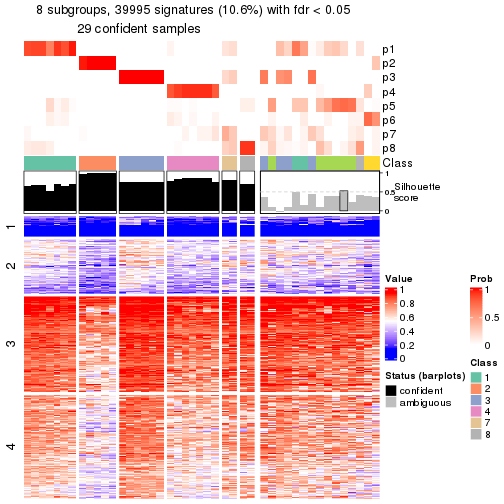 8 subgroups, 39995 signatures (10.6%) with fdr < 0.05
29 confident samples
p1
p2
p3
p4
p5
p6
p7
p8
Class
1
0.5
0
Silhouette
score
1
2
3
4
Value
1
0.8
0.6
0.4
0.2
0
Prob
1
0.5
0
Status (barplots)
confident
ambiguous
Class
1
2
3
4
7
8